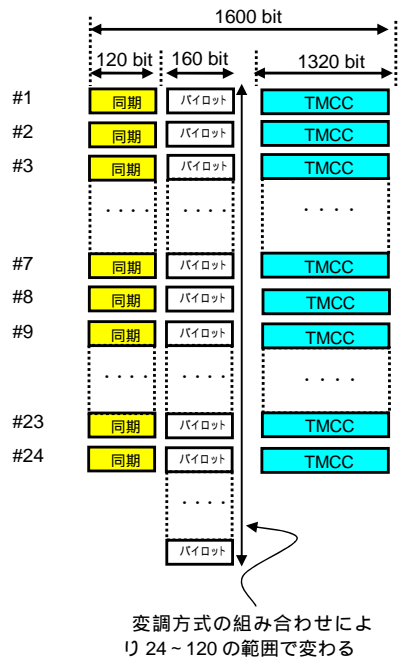 1600 bit
120 bit 160 bit 1320 bit
#1 同期 パイロット TMCC
#2 同期 パイロット TMCC
#3 同期 パイロット TMCC
････ ････ ････
#7 同期 パイロット TMCC
#8 同期 パイロット TMCC
#9 同期 パイロット TMCC
････ ････ ････
#23 同期 パイロット TMCC
#24 同期 パイロット TMCC
････
パイロット
変調方式の組み合わせによ
り 24 ~ 120 の範囲で変わる